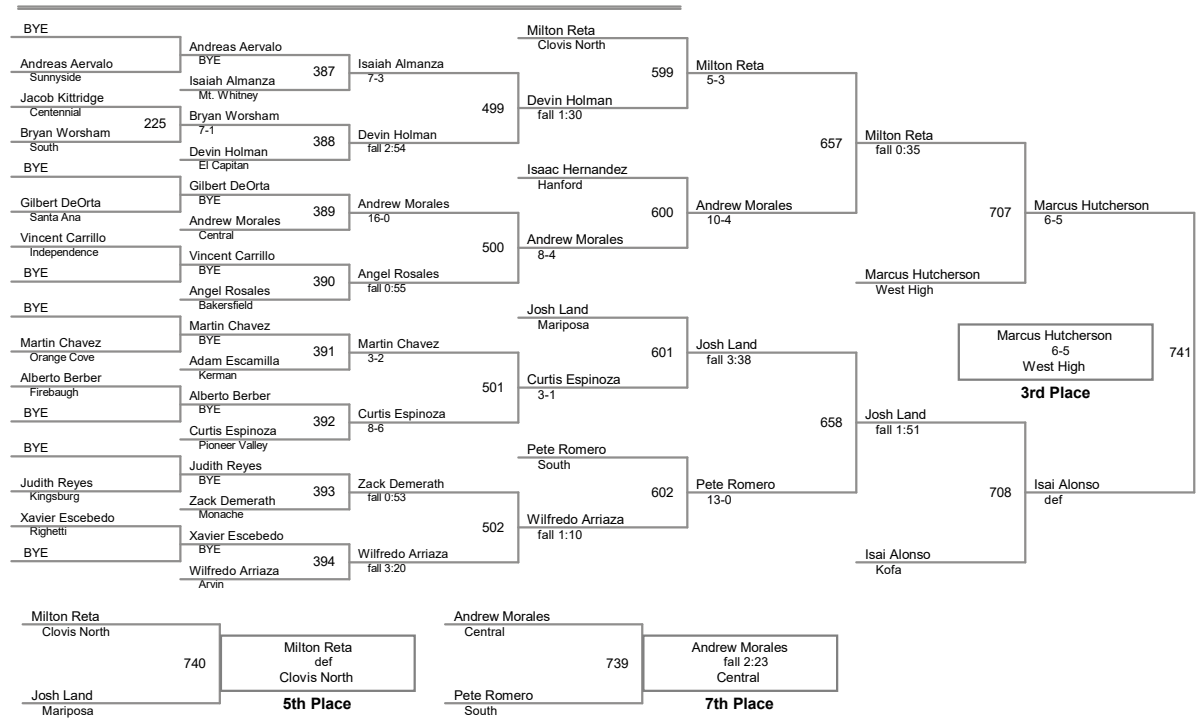 BYE
Andreas Aervalo
Sunnyside
Jacob Kittridge
Centennial
225
Bryan Worsham
South
BYE
Gilbert DeOrta
Santa Ana
Vincent Carrillo
Independence
BYE
BYE
Martin Chavez
Orange Cove
Alberto Berber
Firebaugh
BYE
BYE
Judith Reyes
Kingsburg
Xavier Escebedo
Righetti
BYE
Andreas Aervalo
BYE
387
Isaiah Almanza
Mt. Whitney
Bryan Worsham
7-1
388
Devin Holman
El Capitan
Gilbert DeOrta
BYE
389
Andrew Morales
Central
Vincent Carrillo
BYE
390
Angel Rosales
Bakersfield
Martin Chavez
BYE
391
Adam Escamilla
Kerman
Alberto Berber
BYE
392
Curtis Espinoza
Pioneer Valley
Judith Reyes
BYE
393
Zack Demerath
Monache
Xavier Escebedo
BYE
394
Wilfredo Arriaza
Arvin
Isaiah Almanza
7-3
499
Devin Holman
fall 2:54
Andrew Morales
16-0
500
Angel Rosales
fall 0:55
Martin Chavez
3-2
501
Curtis Espinoza
8-6
Zack Demerath
fall 0:53
502
Wilfredo Arriaza
fall 3:20
Milton Reta
Clovis North
599
Devin Holman
fall 1:30
Isaac Hernandez
Hanford
600
Andrew Morales
8-4
Josh Land
Mariposa
601
Curtis Espinoza
3-1
Pete Romero
South
602
Wilfredo Arriaza
fall 1:10
Milton Reta
5-3
657
Andrew Morales
10-4
Josh Land
fall 3:38
658
Pete Romero
13-0
Milton Reta
fall 0:35
707
Marcus Hutcherson
West High
Josh Land
fall 1:51
708
Isai Alonso
Kofa
Marcus Hutcherson
6-5
741
Isai Alonso
def
Marcus Hutcherson
6-5
West High
3rd Place
Milton Reta
Clovis North
740
Josh Land
Mariposa
Milton Reta
def
Clovis North
5th Place
Andrew Morales
Central
739
Pete Romero
South
Andrew Morales
fall 2:23
Central
7th Place